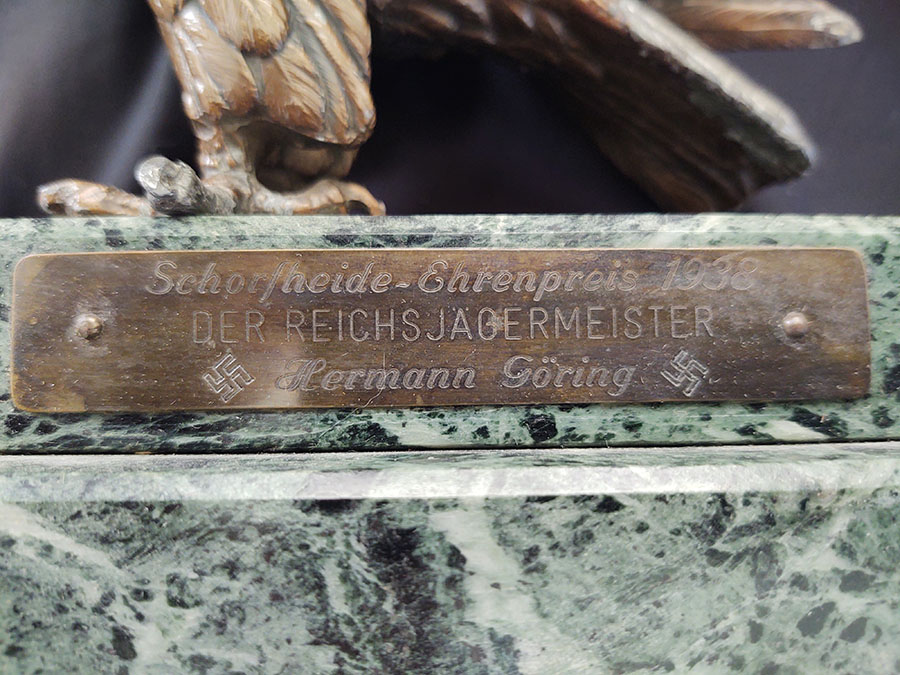 Schorfheide-Ehrenpreis 1938
DER REICHSJÄGERMEISTER
Hermann Göring